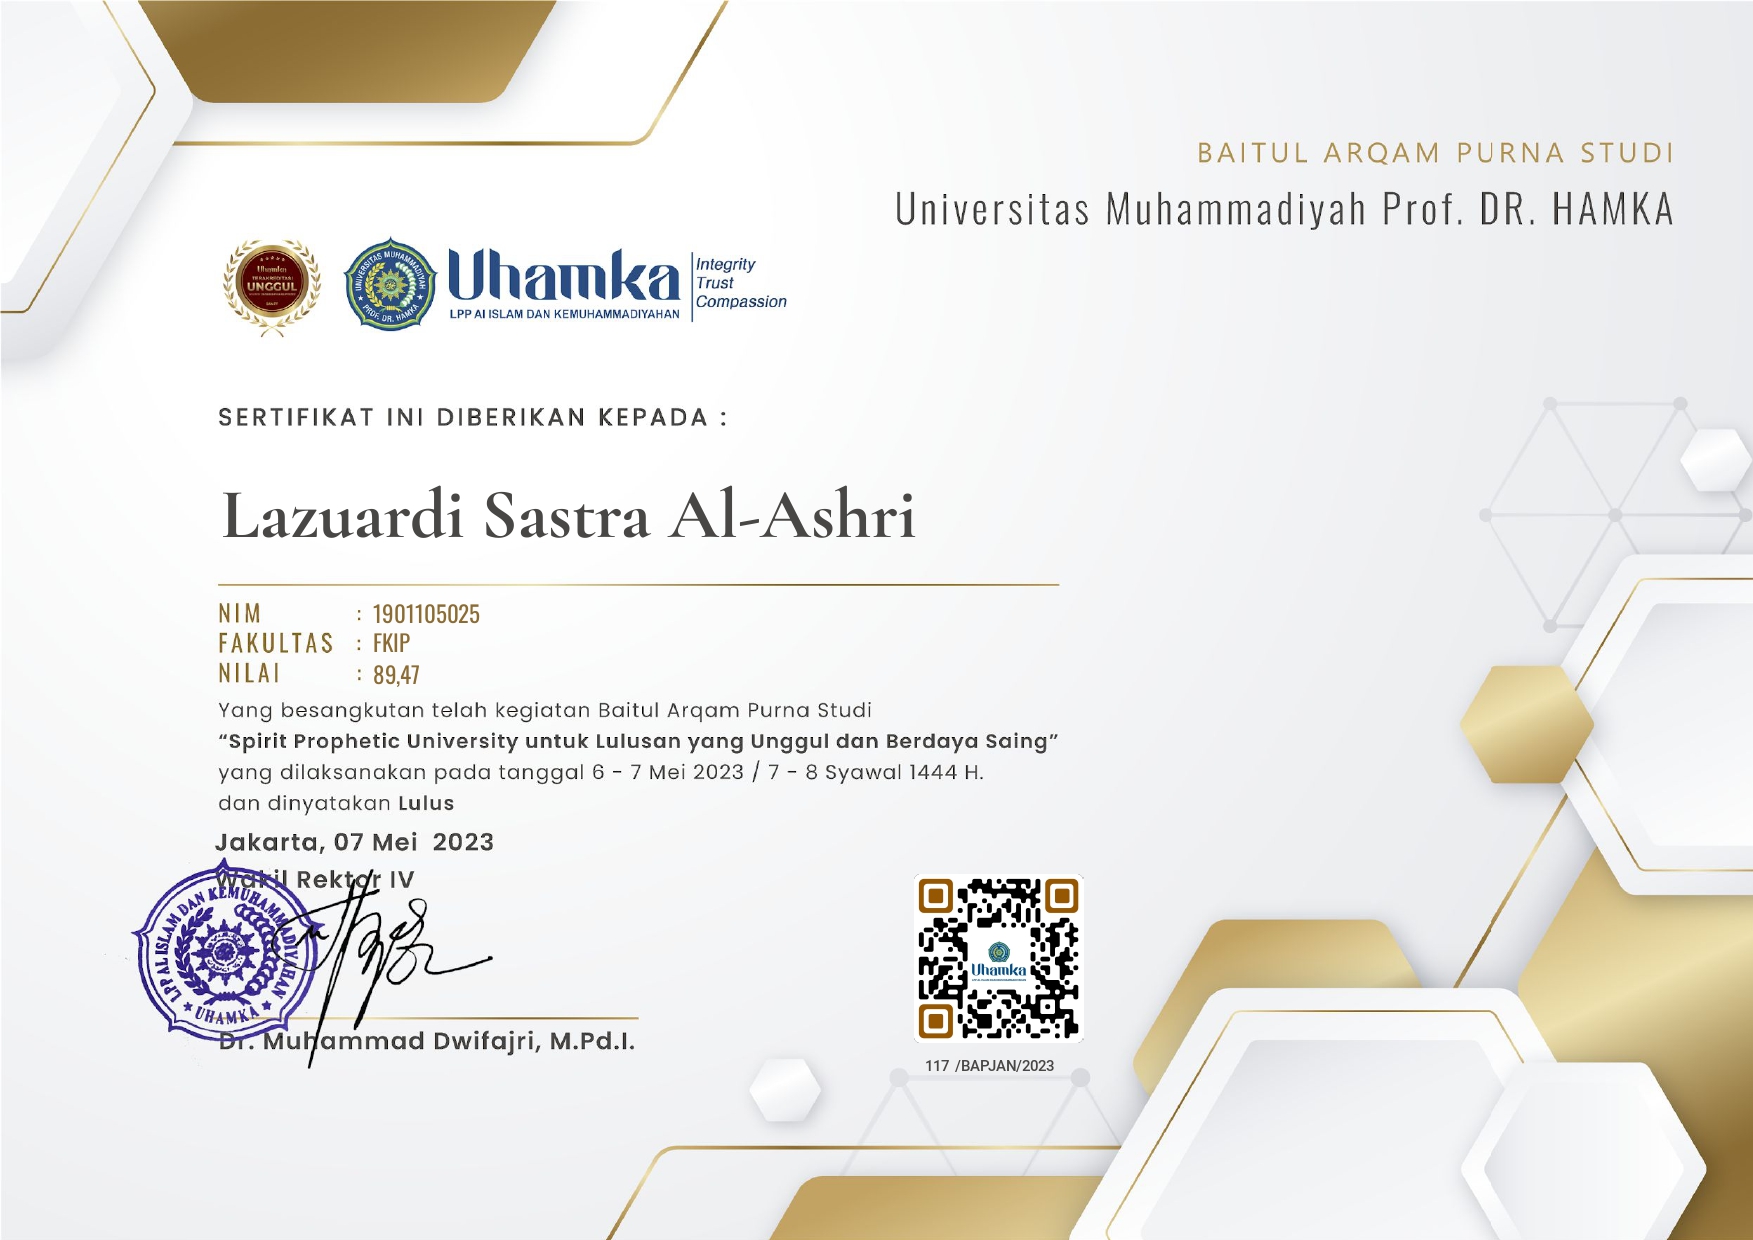 BAITUL ARQAM PURNA STUDI
Universitas Muhammadiyah Prof. DR. HAMKA
Uhamka
UNGGUL
UNIVERSITAS MUHAMMADIYAH
PROF. DR. HAMKA
Uhamka
LPP AI ISLAM DAN KEMUHAMMADIYAHAN
Integrity
Trust
Compassion
SERTIFIKAT INI DIBERIKAN KEPADA :
Lazuardi Sastra Al-Ashri
NIM : 1901105025
FAKULTAS : FKIP
NILAI : 89,47
Yang besangkutan telah kegiatan Baitul Arqam Purna Studi
“Spirit Prophetic University untuk Lulusan yang Unggul dan Berdaya Saing”
yang dilaksanakan pada tanggal 6 - 7 Mei 2023 / 7 - 8 Syawal 1444 H.
dan dinyatakan Lulus
Jakarta, 07 Mei 2023
Wakil Rektor IV
LPP AL ISLAM DAN KEMUHAMMADIYAHAN
UHAMKA
Dr. Muhammad Dwifajri, M.Pd.I.
Uhamka
117 /BAPJAN/2023